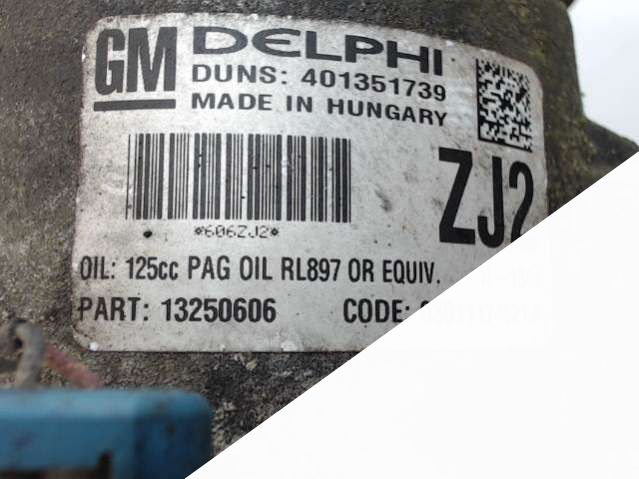 GM DELPHI
DUNS: 401351739
MADE IN HUNGARY
ZJ2
*606ZJ2*
OIL: 125cc PAG OIL RL897 OR EQUIV.
PART: 13250606 CODE: